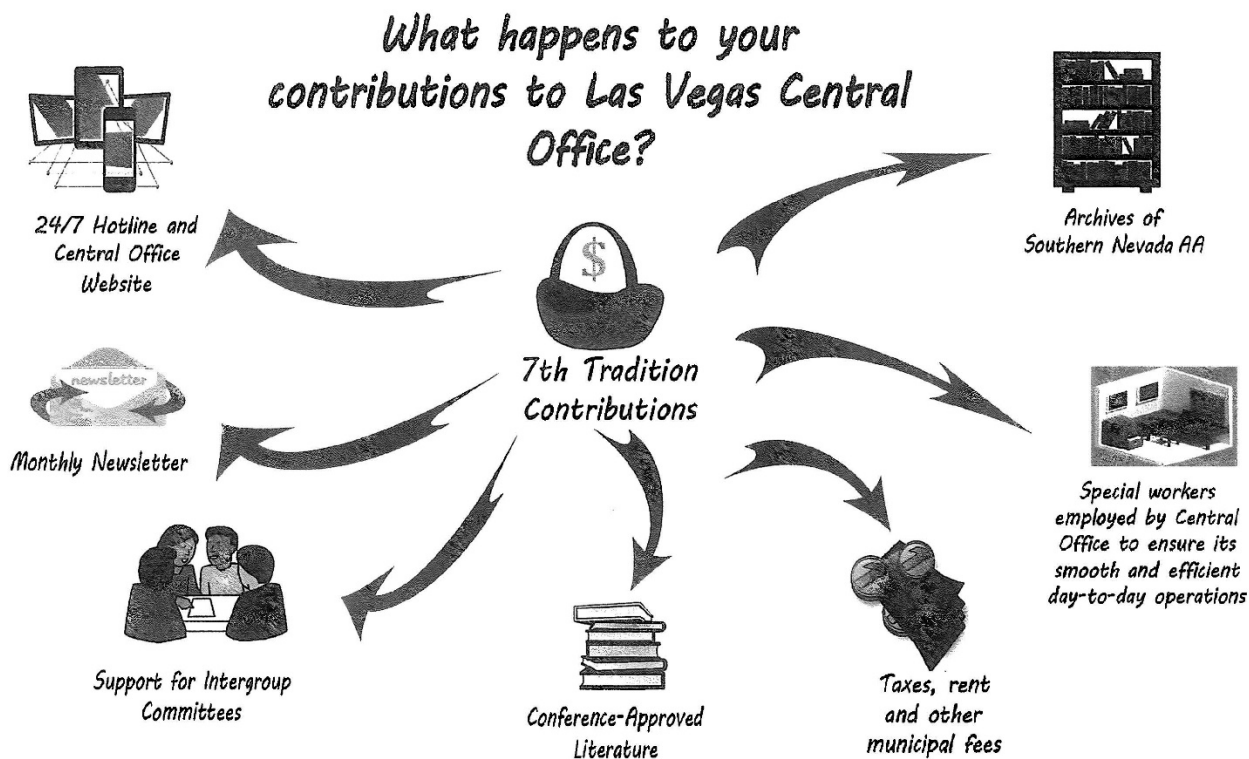 What happens to your
contributions to Las Vegas Central
Office?
$
7th Tradition
Contributions
24/7 Hotline and
Central Office
Website
newsletter
Monthly Newsletter
Support for Intergroup
Committees
Conference-Approved
Literature
Taxes, rent
and other
municipal fees
Special workers
employed by Central
Office to ensure its
smooth and efficient
day-to-day operations
Archives of
Southern Nevada AA